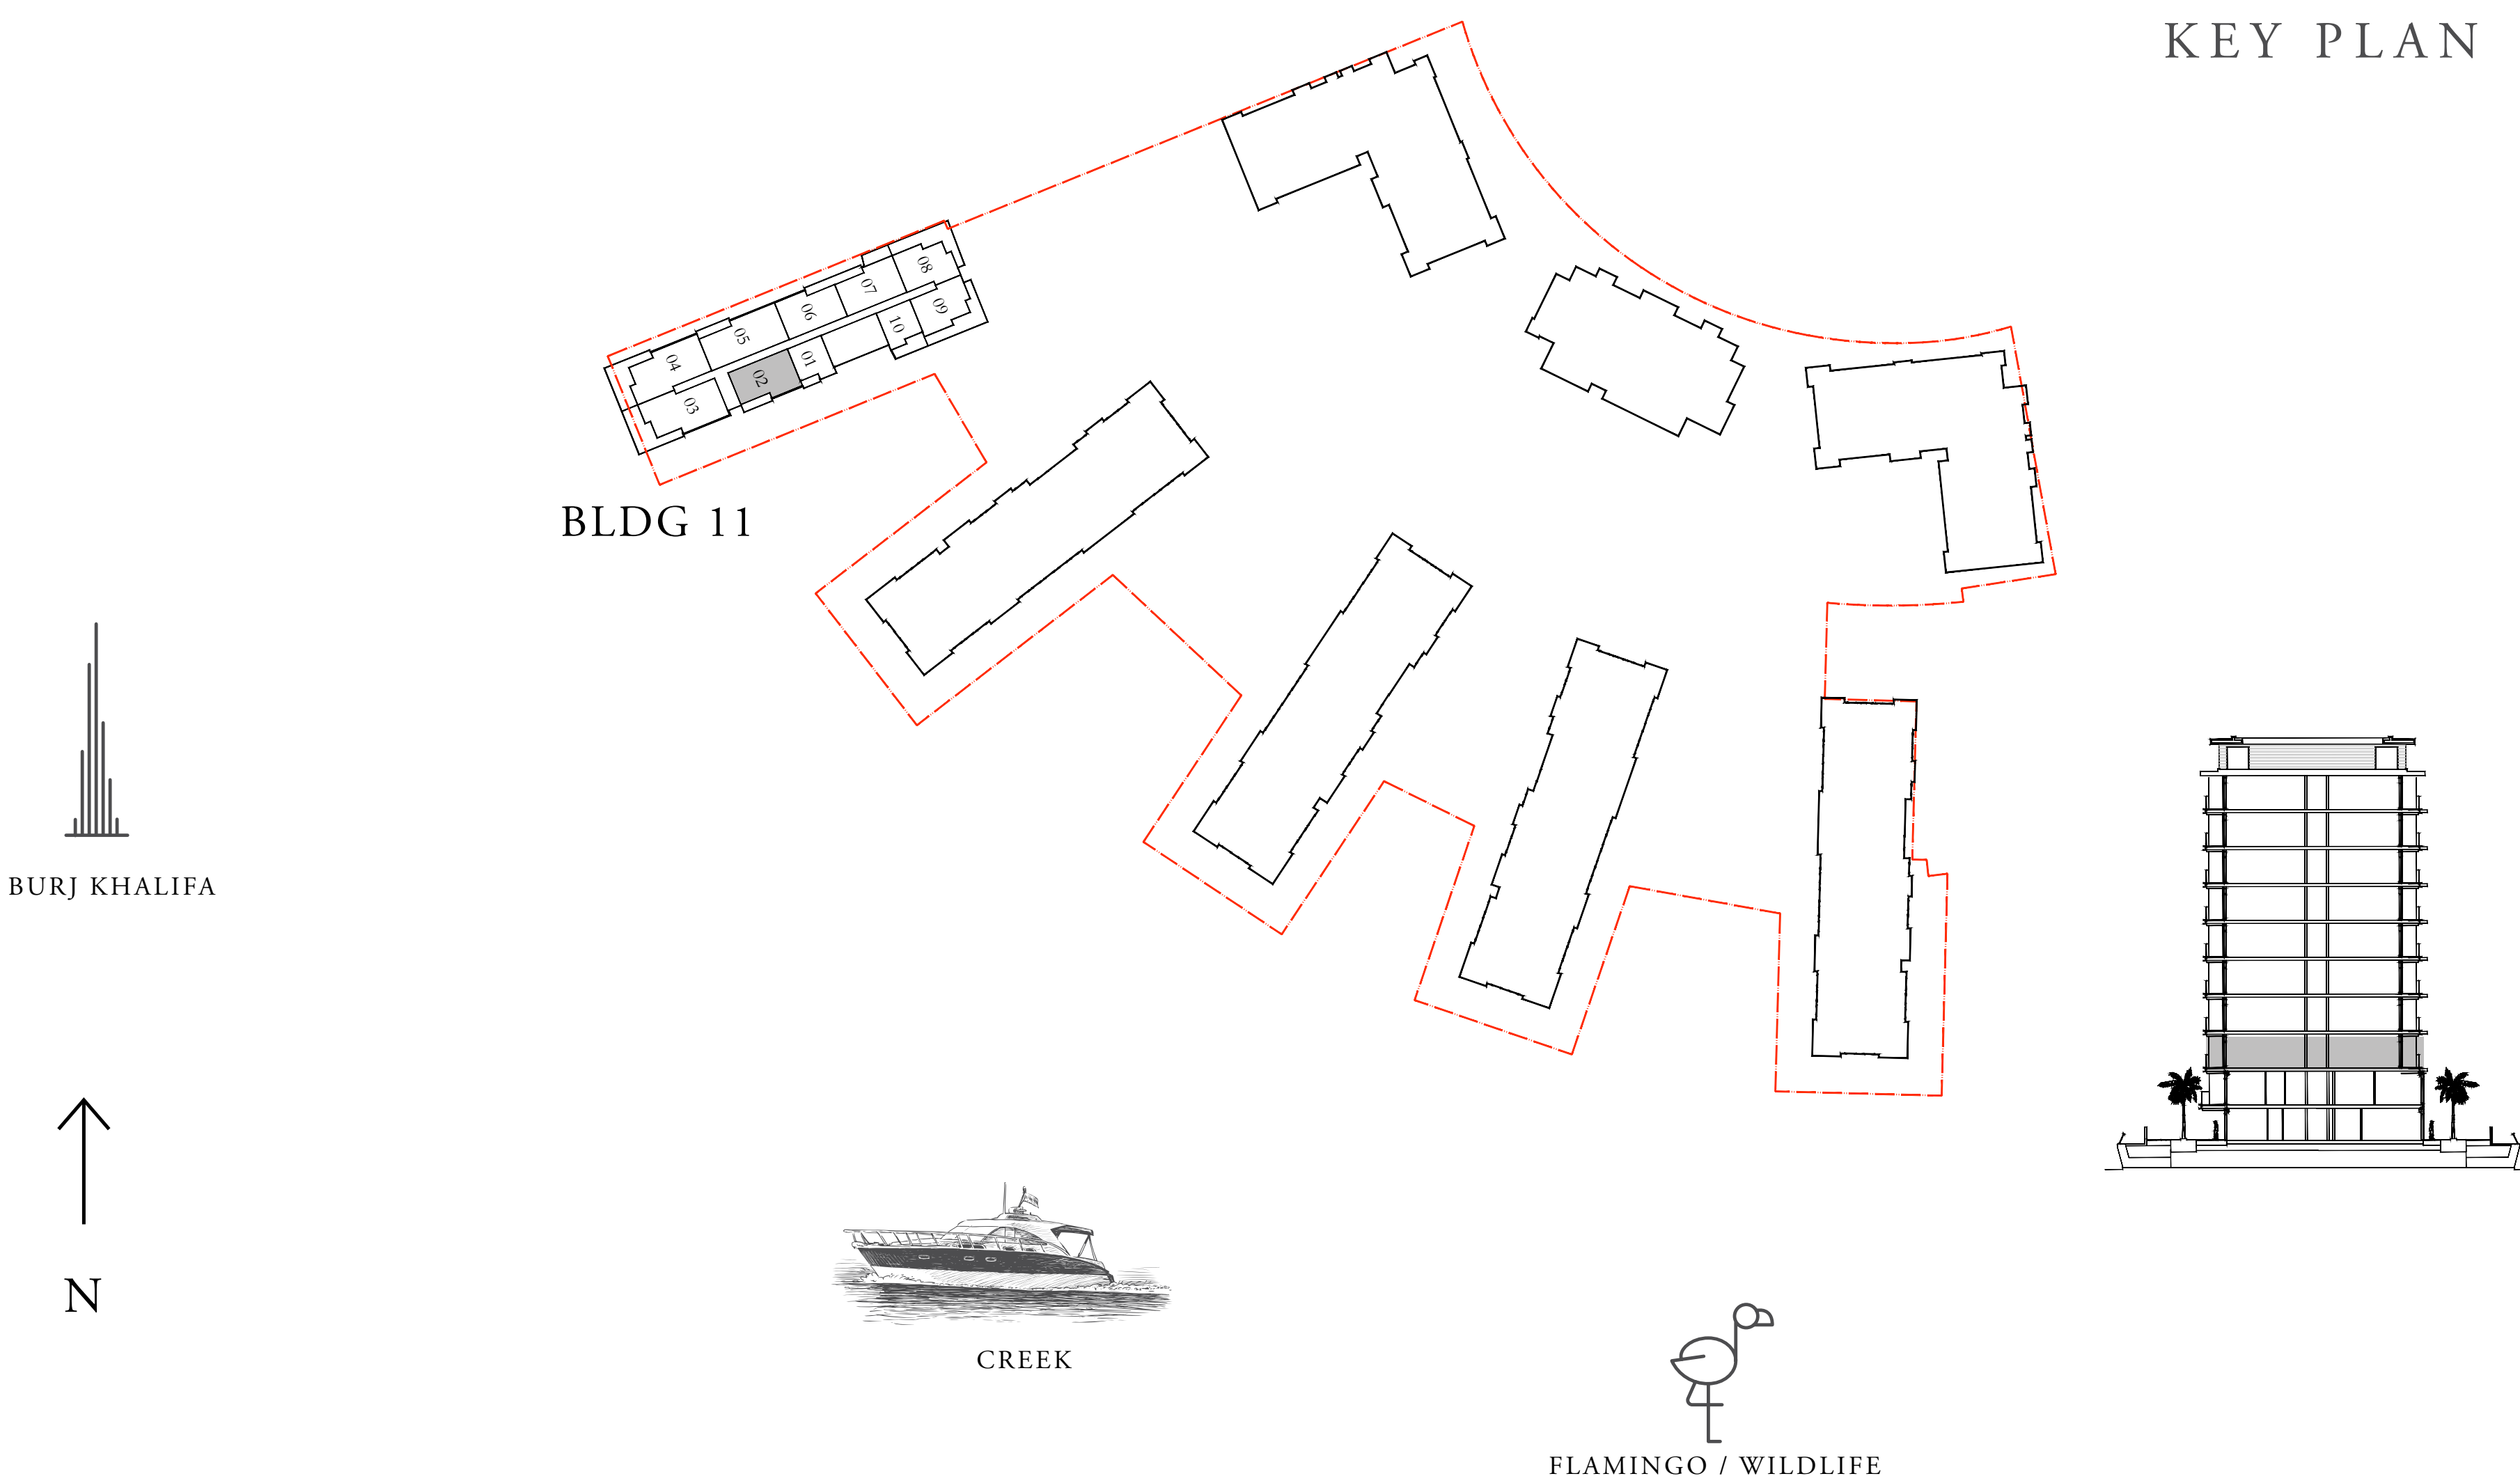 KEY PLAN
08
07
09
06
10
05
01
04
02
03
BLDG 11
BURJ KHALIFA
N
CREEK
FLAMINGO / WILDLIFE